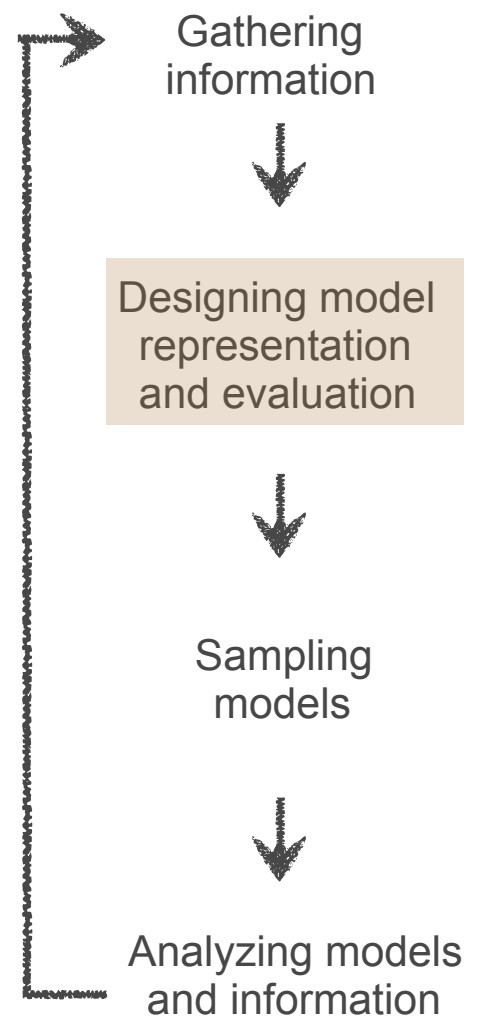 Gathering
information
Designing model
representation
and evaluation
Sampling
models
Analyzing models
and information